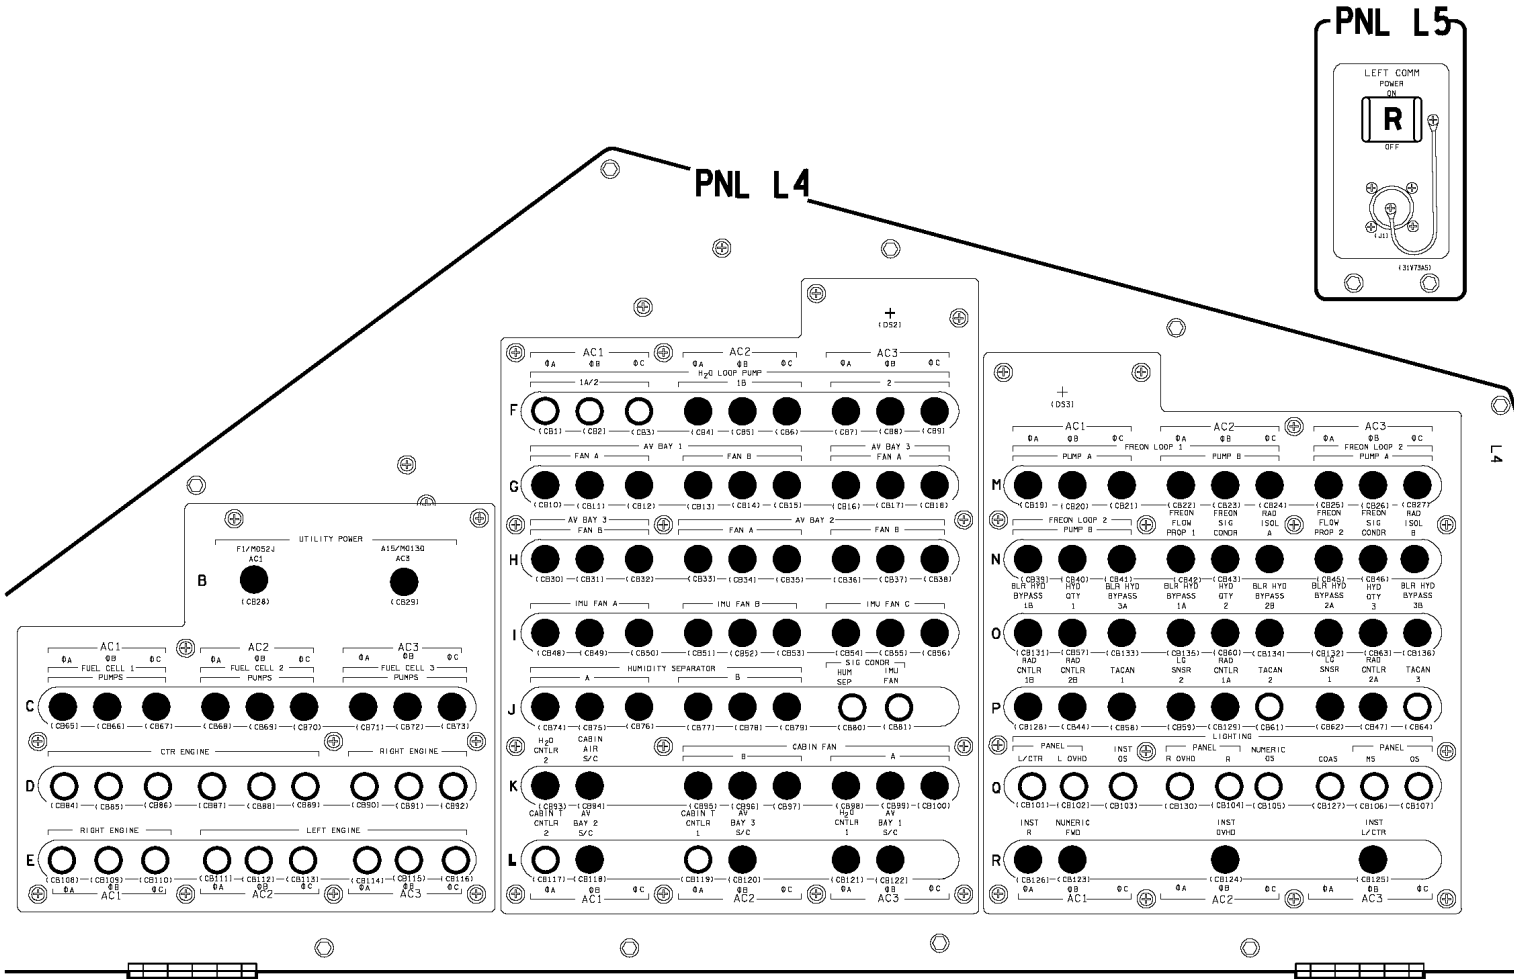 PNL L5
LEFT COMM
POWER
ON
R
OFF
(J1)
(31V73A5)
PNL L4
L4
(DS2)
AC1 AC2 AC3
ΦA ΦB ΦC ΦA ΦB ΦC ΦA ΦB ΦC
H2O LOOP PUMP
1A/2 1B 2
F
(CB1) (CB2) (CB3) (CB4) (CB5) (CB6) (CB7) (CB8) (CB9)
AV BAY 1 AV BAY 3
FAN A FAN B FAN A
G
(CB10) (CB11) (CB12) (CB13) (CB14) (CB15) (CB16) (CB17) (CB18)
AV BAY 3 AV BAY 2
FAN B FAN A FAN B
H
(CB30) (CB31) (CB32) (CB33) (CB34) (CB35) (CB36) (CB37) (CB38)
IMU FAN A IMU FAN B IMU FAN C
I
(CB48) (CB49) (CB50) (CB51) (CB52) (CB53) (CB54) (CB55) (CB56)
HUMIDITY SEPARATOR SIG CONDR
A B HUM SEP IMU FAN
J
(CB74) (CB75) (CB76) (CB77) (CB78) (CB79) (CB80) (CB81)
H2O CNTLR 2 CABIN AIR S/C CABIN FAN
B A
K
(CB93) (CB94) (CB95) (CB96) (CB97) (CB98) (CB99) (CB100)
CABIN T CNTLR 2 AV BAY 2 S/C CABIN T CNTLR 1 AV BAY 3 S/C H2O CNTLR 1 AV BAY 1 S/C
L
(CB117) (CB118) (CB119) (CB120) (CB121) (CB122)
ΦA ΦB ΦC ΦA ΦB ΦC ΦA ΦB ΦC
AC1 AC2 AC3
UTILITY POWER
F1/MO52J A15/MO13Q
AC1 AC3
B
(CB28) (CB29)
AC1 AC2 AC3
ΦA ΦB ΦC ΦA ΦB ΦC ΦA ΦB ΦC
FUEL CELL 1 FUEL CELL 2 FUEL CELL 3
PUMPS PUMPS PUMPS
C
(CB65) (CB66) (CB67) (CB68) (CB69) (CB70) (CB71) (CB72) (CB73)
CTR ENGINE RIGHT ENGINE
D
(CB84) (CB85) (CB86) (CB87) (CB88) (CB89) (CB90) (CB91) (CB92)
RIGHT ENGINE LEFT ENGINE
E
(CB108) (CB109) (CB110) (CB111) (CB112) (CB113) (CB114) (CB115) (CB116)
ΦA ΦB ΦC ΦA ΦB ΦC ΦA ΦB ΦC
AC1 AC2 AC3
(DS3)
AC1 AC2 AC3
ΦA ΦB ΦC ΦA ΦB ΦC ΦA ΦB ΦC
FREON LOOP 1 FREON LOOP 2
PUMP A PUMP B PUMP A
M
(CB19) (CB20) (CB21) (CB22) (CB23) (CB24) (CB25) (CB26) (CB27)
FREON LOOP 2 PUMP B FREON FLOW PROP 1 FREON SIG CONDR RAD ISOL A FREON FLOW PROP 2 FREON SIG CONDR RAD ISOL B
N
(CB39) (CB40) (CB41) (CB42) (CB43) (CB44) (CB45) (CB46) (CB47)
BLR HYD BYPASS 1B HYD QTY 1 BLR HYD BYPASS 3A BLR HYD BYPASS 1A HYD QTY 2 BLR HYD BYPASS 2B BLR HYD BYPASS 2A HYD QTY 3 BLR HYD BYPASS 3B
O
(CB131) (CB57) (CB133) (CB135) (CB60) (CB134) (CB132) (CB63) (CB136)
RAD CNTLR 1B RAD CNTLR 2B TACAN 1 LG SNSR 2 RAD CNTLR 1A TACAN 2 LG SNSR 1 RAD CNTLR 2A TACAN 3
P
(CB128) (CB44) (CB58) (CB59) (CB129) (CB61) (CB62) (CB47) (CB64)
LIGHTING
PANEL INST PANEL NUMERIC PANEL
L/CTR L OVHD OS R OVHD R OS COAS MS OS
Q
(CB101) (CB102) (CB103) (CB130) (CB104) (CB105) (CB127) (CB106) (CB107)
INST R NUMERIC FWD INST OVHD INST L/CTR
R
(CB126) (CB123) (CB124) (CB125)
ΦA ΦB ΦC ΦA ΦB ΦC ΦA ΦB ΦC
AC1 AC2 AC3